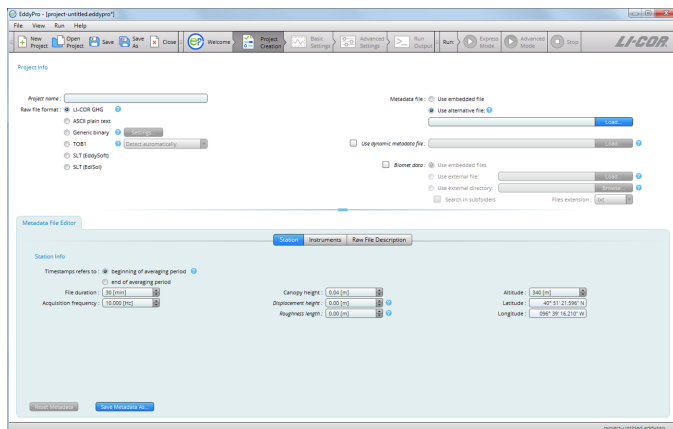 EddyPro - [project-untitled.eddypro*]
File View Run Help
New Project Open Project Save Save As Close Welcome Project Creation Basic Settings Advanced Settings Run Output Run: Express Mode Advanced Mode Stop LI-COR
Project Info
Project name :
Raw file format : LI-COR GHG ?
ASCII plain text
Generic binary ? Settings...
TOB1 ? Detect automatically
SLT (EddySoft)
SLT (EdiSol)
Metadata file : Use embedded file
Use alternative file: ?
Load...
Use dynamic metadata file : Load... ?
Biomet data : Use embedded files
Use external file: Load... ?
Use external directory: Browse... ?
Search in subfolders Files extension : txt
Metadata File Editor
Station Instruments Raw File Description
Station Info
Timestamps refers to : beginning of averaging period ?
end of averaging period
File duration : 30 [min] Canopy height : 0.04 [m] Altitude : 340 [m]
Acquisition frequency : 10.000 [Hz] Displacement height : 0.00 [m] ? Latitude : 40° 51' 21.596" N
Roughness length : 0.00 [m] ? Longitude : 096° 39' 16.210" W
Reset Metadata Save Metadata As...
project-untitled.eddypro